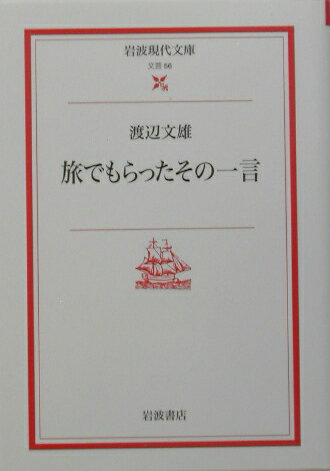 岩波現代文庫
文芸 56
渡辺文雄
旅でもらったその一言
岩波書店